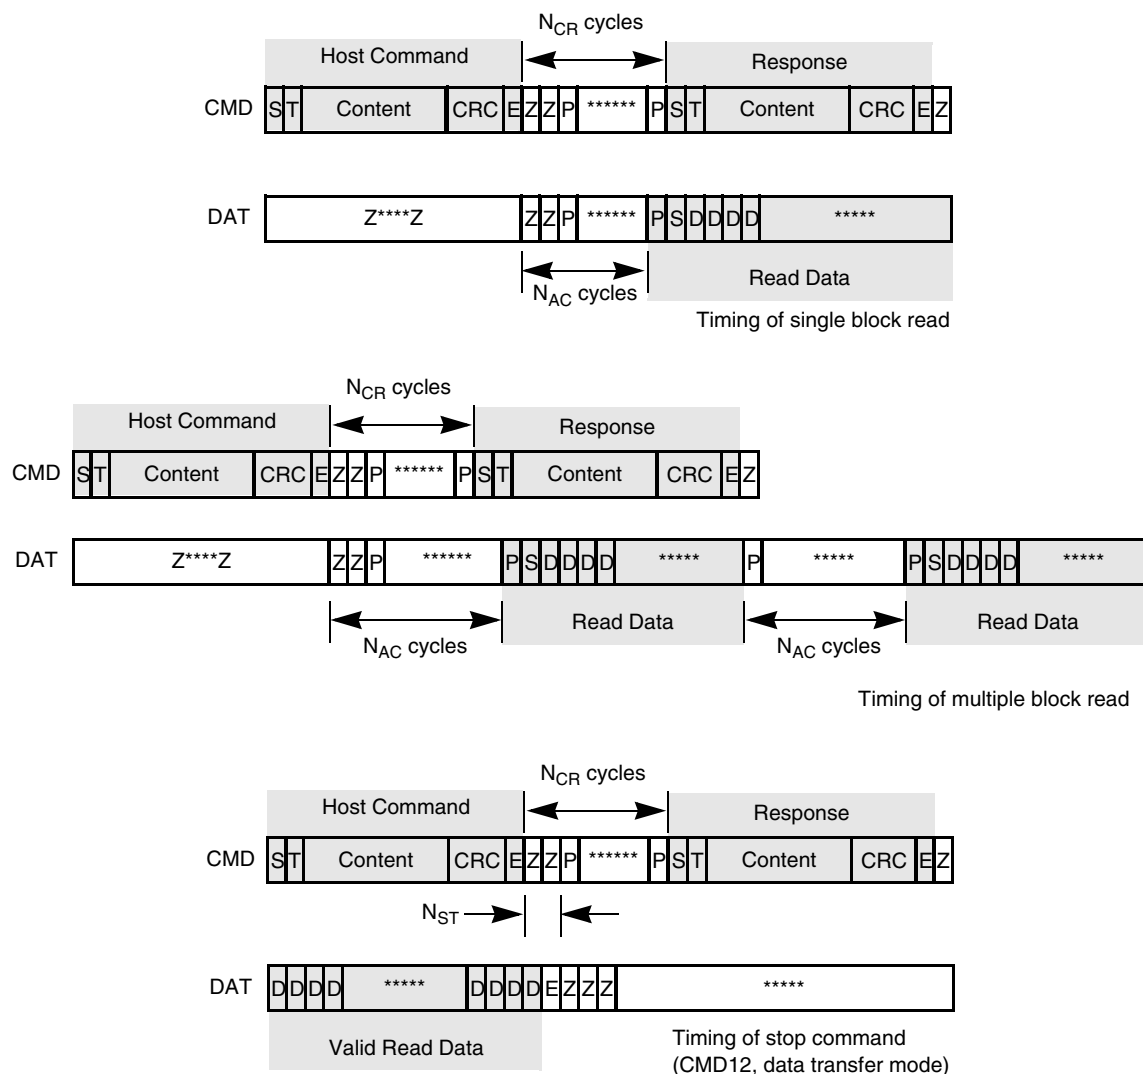 N_CR cycles
Host Command Response
CMD S T Content CRC E Z Z P ****** P S T Content CRC E Z
DAT Z****Z Z Z P ****** P S D D D D *****
N_AC cycles Read Data
Timing of single block read
N_CR cycles
Host Command Response
CMD S T Content CRC E Z Z P ****** P S T Content CRC E Z
DAT Z****Z Z Z P ****** P S D D D D ***** P ***** P S D D D D *****
N_AC cycles Read Data N_AC cycles Read Data
Timing of multiple block read
N_CR cycles
Host Command Response
CMD S T Content CRC E Z Z P ****** P S T Content CRC E Z
N_ST
DAT D D D D ***** D D D D E Z Z Z *****
Valid Read Data
Timing of stop command
(CMD12, data transfer mode)